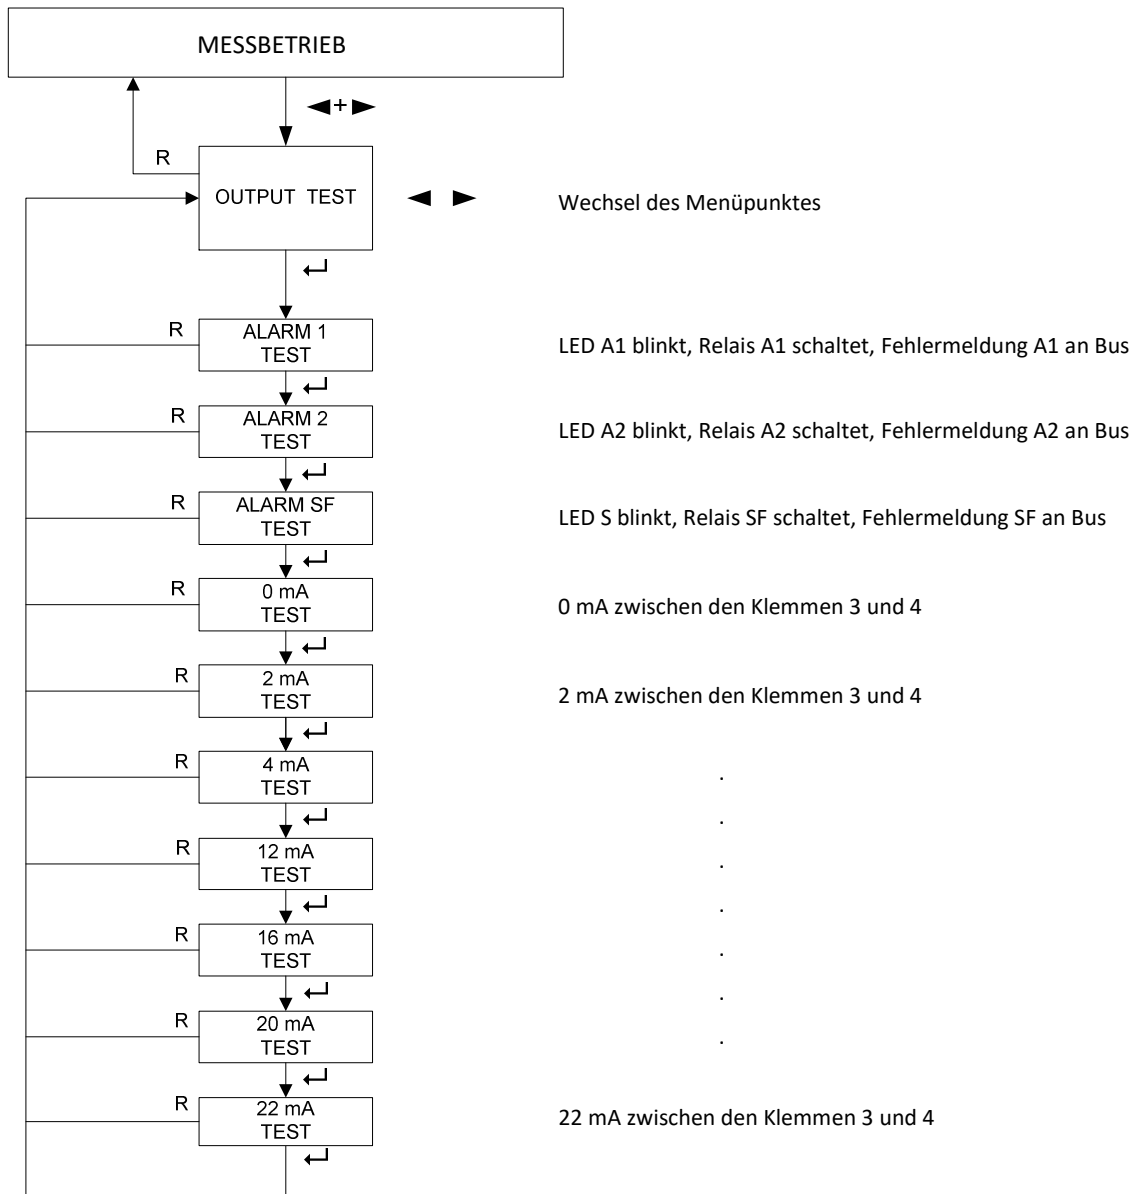 MESSBETRIEB
+
R
OUTPUT TEST
Wechsel des Menüpunktes
R
ALARM 1
TEST
LED A1 blinkt, Relais A1 schaltet, Fehlermeldung A1 an Bus
R
ALARM 2
TEST
LED A2 blinkt, Relais A2 schaltet, Fehlermeldung A2 an Bus
R
ALARM SF
TEST
LED S blinkt, Relais SF schaltet, Fehlermeldung SF an Bus
R
0 mA
TEST
0 mA zwischen den Klemmen 3 und 4
R
2 mA
TEST
2 mA zwischen den Klemmen 3 und 4
R
4 mA
TEST
.
.
R
12 mA
TEST
.
.
R
16 mA
TEST
.
.
R
20 mA
TEST
.
R
22 mA
TEST
22 mA zwischen den Klemmen 3 und 4